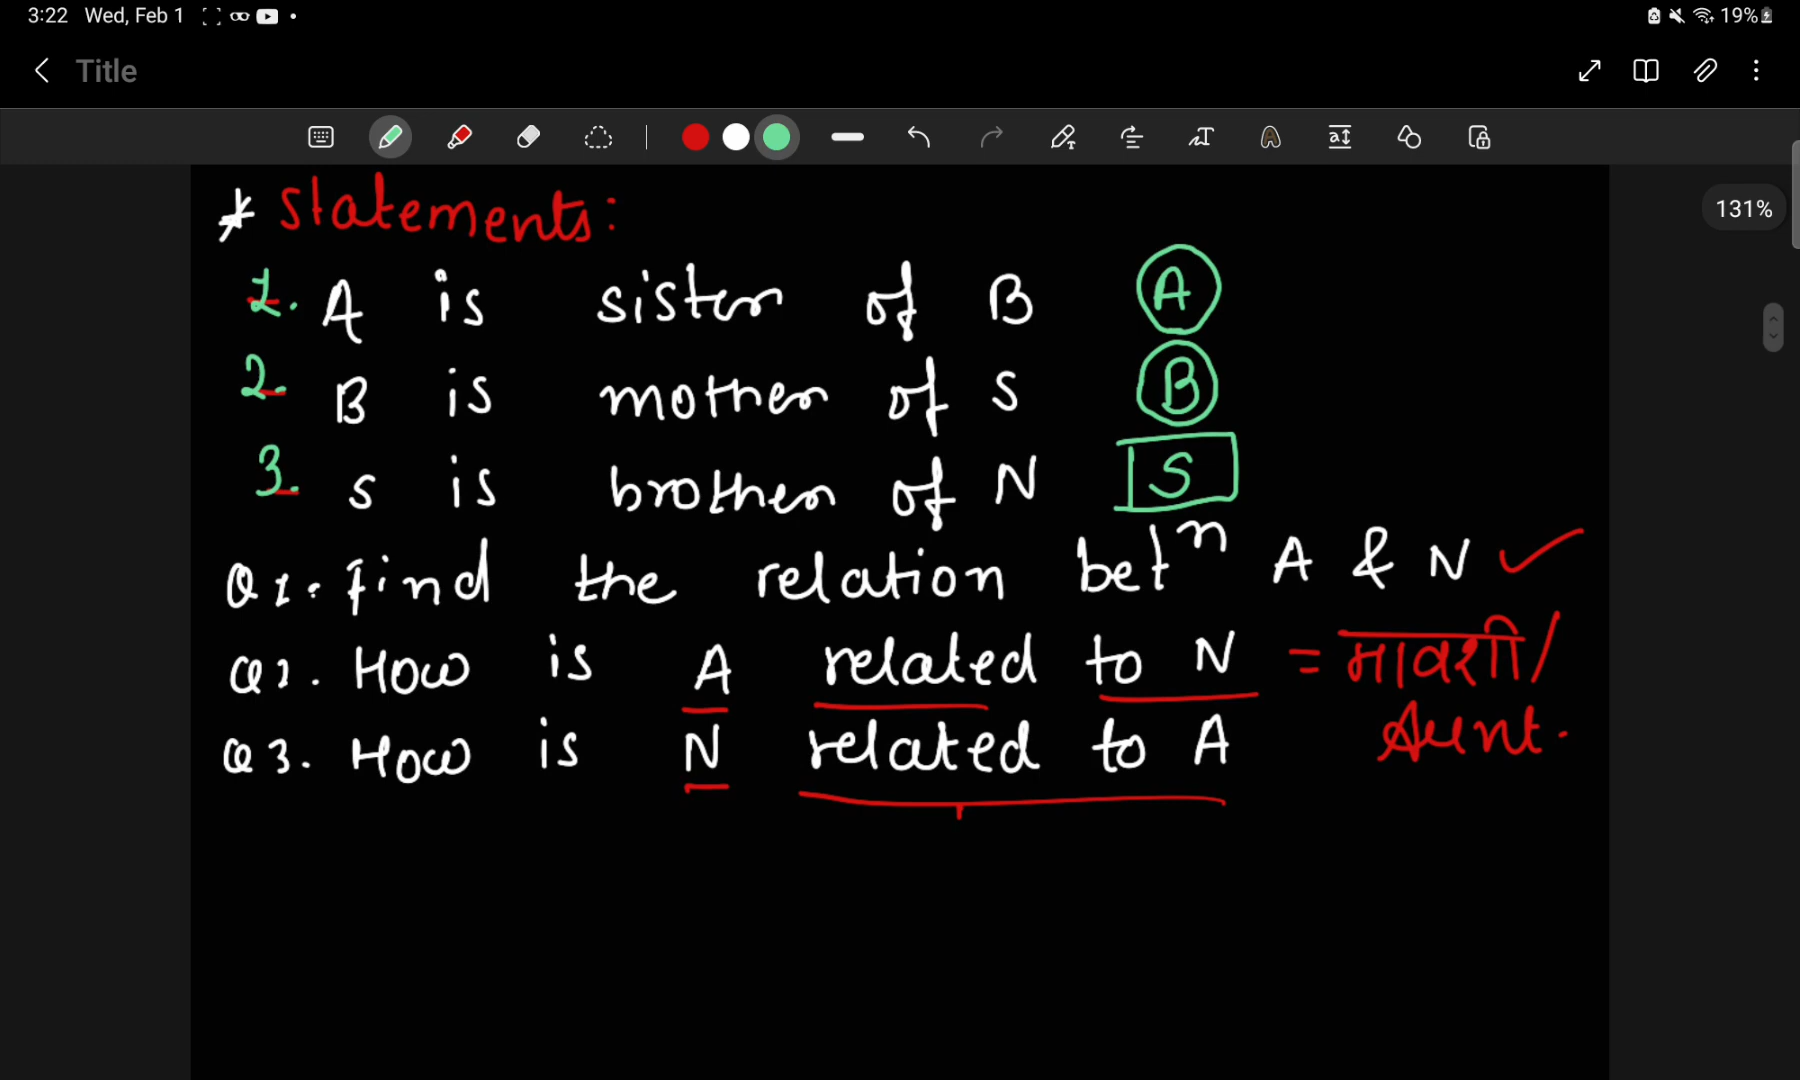 3:22 Wed, Feb 1 19%
Title
131%
* Statements:
1. A is sister of B A
2. B is mother of S B
3. S is brother of N S
Q1. Find the relation betⁿ A & N ✓
Q2. How is A related to N = मावशी /
Aunt.
Q3. How is N related to A